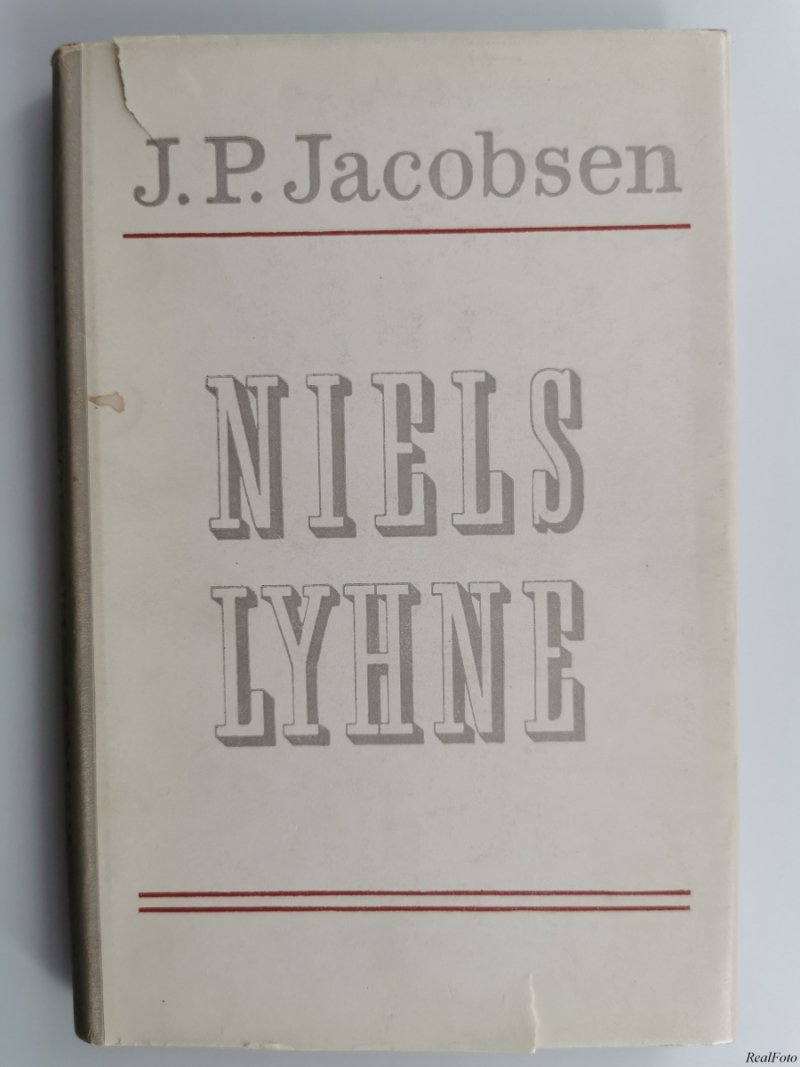 J. P. Jacobsen
NIELS
LYHNE
RealFoto